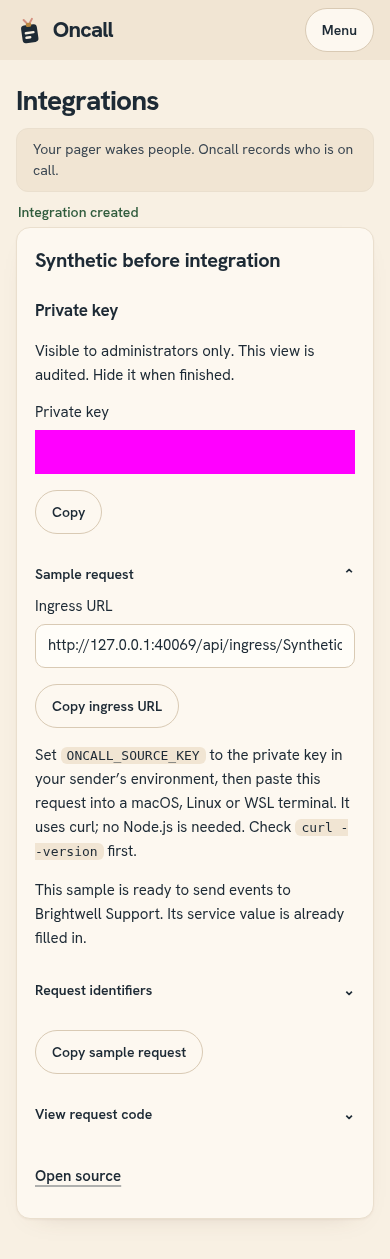 Oncall
Menu
Integrations
Your pager wakes people. Oncall records who is on
call.
Integration created
Synthetic before integration
Private key
Visible to administrators only. This view is
audited. Hide it when finished.
Private key
Copy
Sample request
Ingress URL
http://127.0.0.1:40069/api/ingress/Synthetic
Copy ingress URL
Set ONCALL_SOURCE_KEY to the private key in
your sender’s environment, then paste this
request into a macOS, Linux or WSL terminal. It
uses curl; no Node.js is needed. Check curl -
-version first.
This sample is ready to send events to
Brightwell Support. Its service value is already
filled in.
Request identifiers
Copy sample request
View request code
Open source